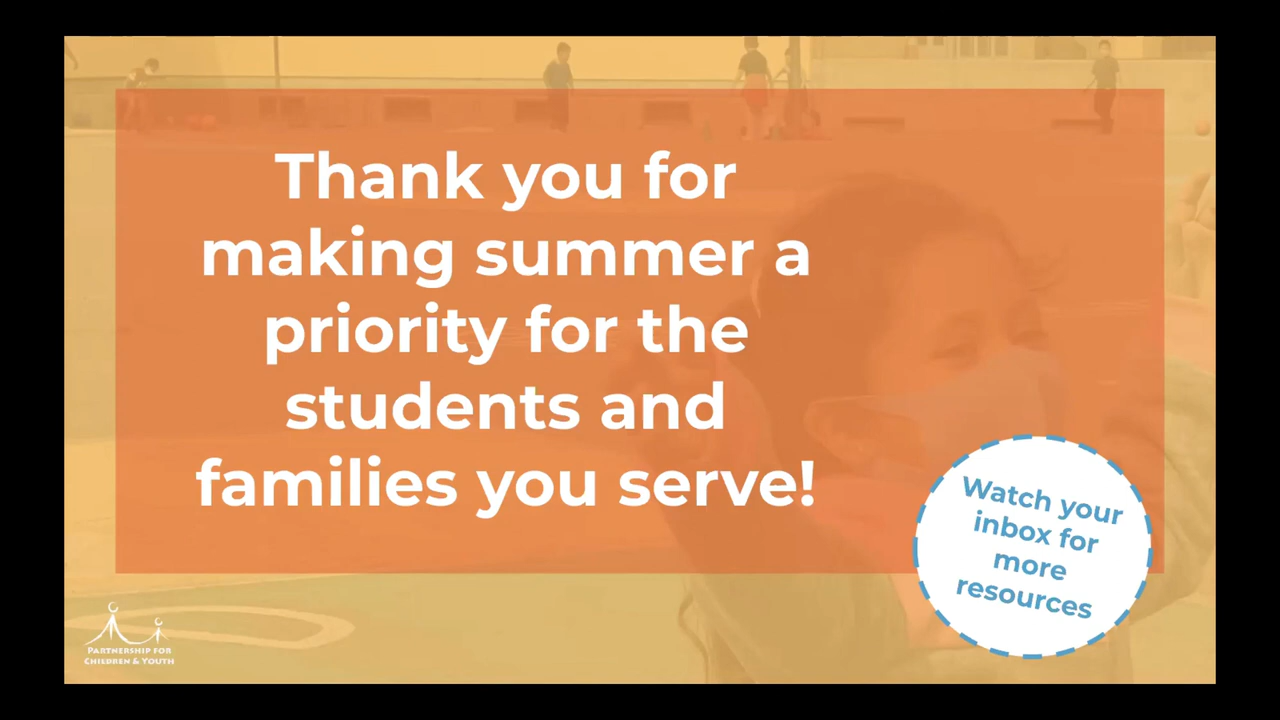 Thank you for
making summer a
priority for the
students and
families you serve!
Watch your
inbox for
more
resources
PARTNERSHIP FOR
CHILDREN & YOUTH